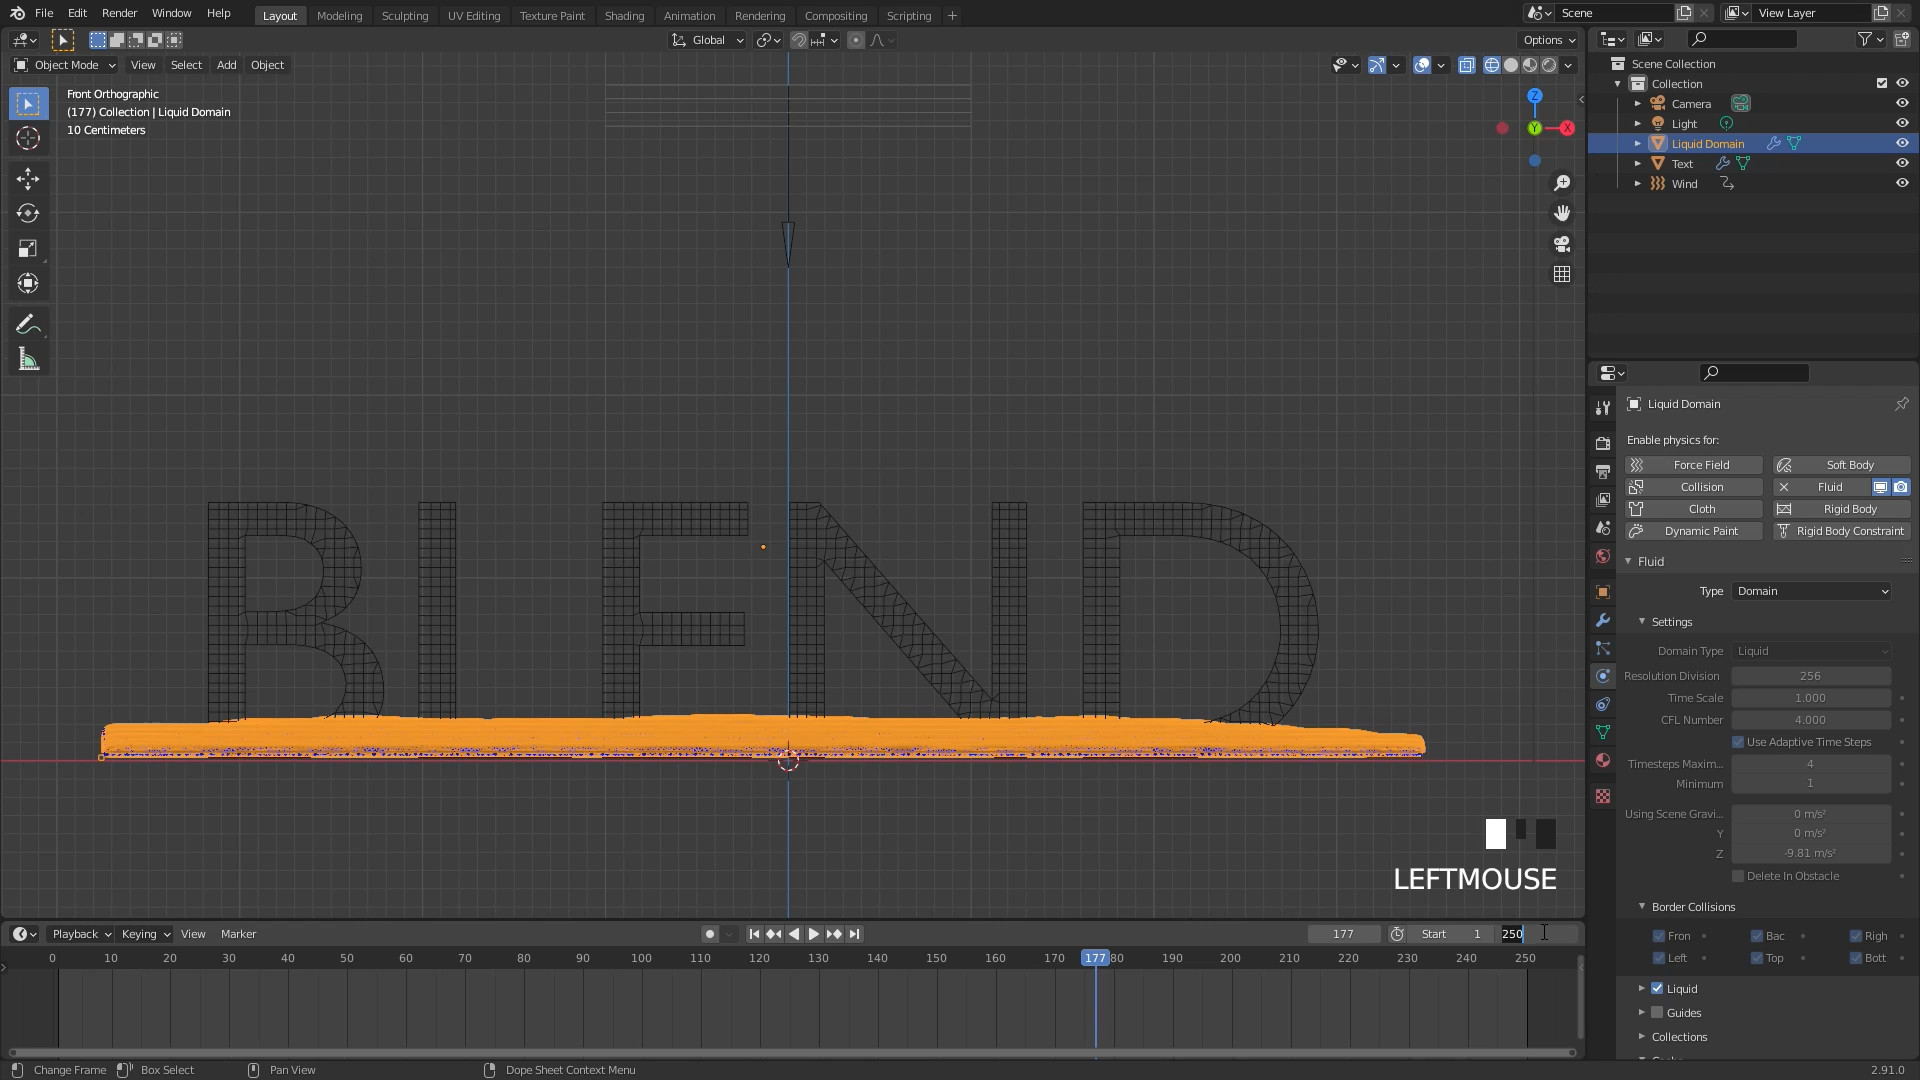 File Edit Render Window Help
Layout Modeling Sculpting UV Editing Texture Paint Shading Animation Rendering Compositing Scripting +
Scene
View Layer
Global
Options
Object Mode View Select Add Object
Front Orthographic
(177) Collection | Liquid Domain
10 Centimeters
Z
Y
X
Scene Collection
Collection
Camera
Light
Liquid Domain
Text
Wind
Liquid Domain
Enable physics for:
Force Field Soft Body
Collision Fluid
Cloth Rigid Body
Dynamic Paint Rigid Body Constraint
Fluid
Type Domain
Settings
Domain Type Liquid
Resolution Division 256
Time Scale 1.000
CFL Number 4.000
Use Adaptive Time Steps
Timesteps Maxim... 4
Minimum 1
Using Scene Gravi... 0 m/s²
Y 0 m/s²
Z -9.81 m/s²
Delete In Obstacle
Border Collisions
Fron Bac Righ
Left Top Bott
Liquid
Guides
Collections
BLEND
LEFTMOUSE
Playback Keying View Marker
177 Start 1 250
0 10 20 30 40 50 60 70 80 90 100 110 120 130 140 150 160 170 177 80 190 200 210 220 230 240 250
Change Frame Box Select Pan View Dope Sheet Context Menu 2.91.0